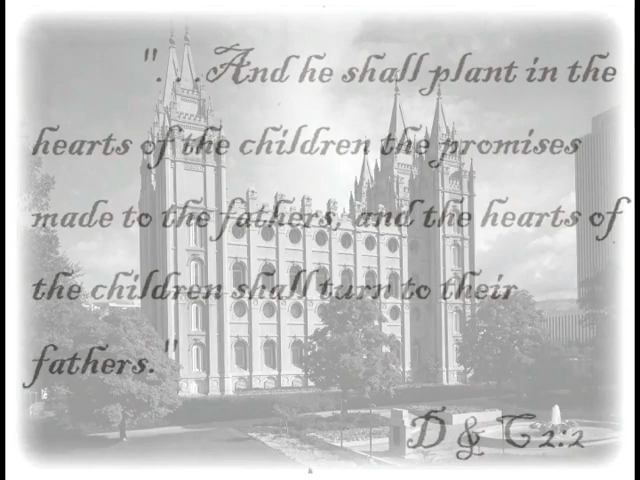 ". . .And he shall plant in the
hearts of the children the promises
made to the fathers, and the hearts of
the children shall turn to their
fathers."
D & C 2:2